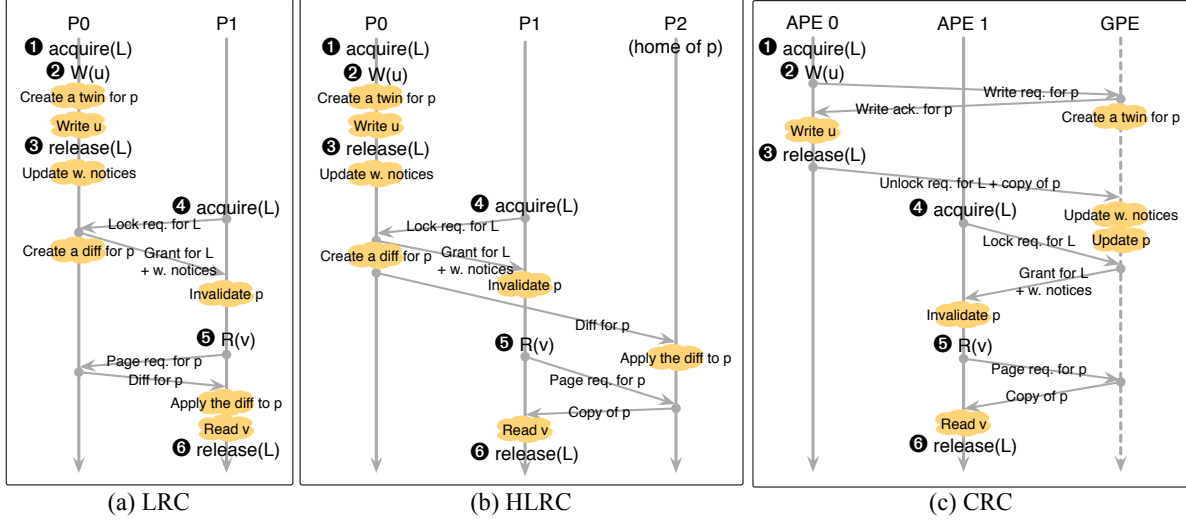 P0 P1
❶ acquire(L)
❷ W(u)
Create a twin for p
Write u
❸ release(L)
Update w. notices
❹ acquire(L)
Lock req. for L
Create a diff for p
Grant for L
+ w. notices
Invalidate p
❺ R(v)
Page req. for p
Diff for p
Apply the diff to p
Read v
❻ release(L)
(a) LRC
P0 P1 P2
(home of p)
❶ acquire(L)
❷ W(u)
Create a twin for p
Write u
❸ release(L)
Update w. notices
❹ acquire(L)
Lock req. for L
Create a diff for p
Grant for L
+ w. notices
Invalidate p
Diff for p
❺ R(v)
Apply the diff to p
Page req. for p
Copy of p
Read v
❻ release(L)
(b) HLRC
APE 0 APE 1 GPE
❶ acquire(L)
❷ W(u)
Write req. for p
Write ack. for p
Create a twin for p
Write u
❸ release(L)
Unlock req. for L + copy of p
❹ acquire(L)
Update w. notices
Lock req. for L
Update p
Grant for L
+ w. notices
Invalidate p
❺ R(v)
Page req. for p
Copy of p
Read v
❻ release(L)
(c) CRC